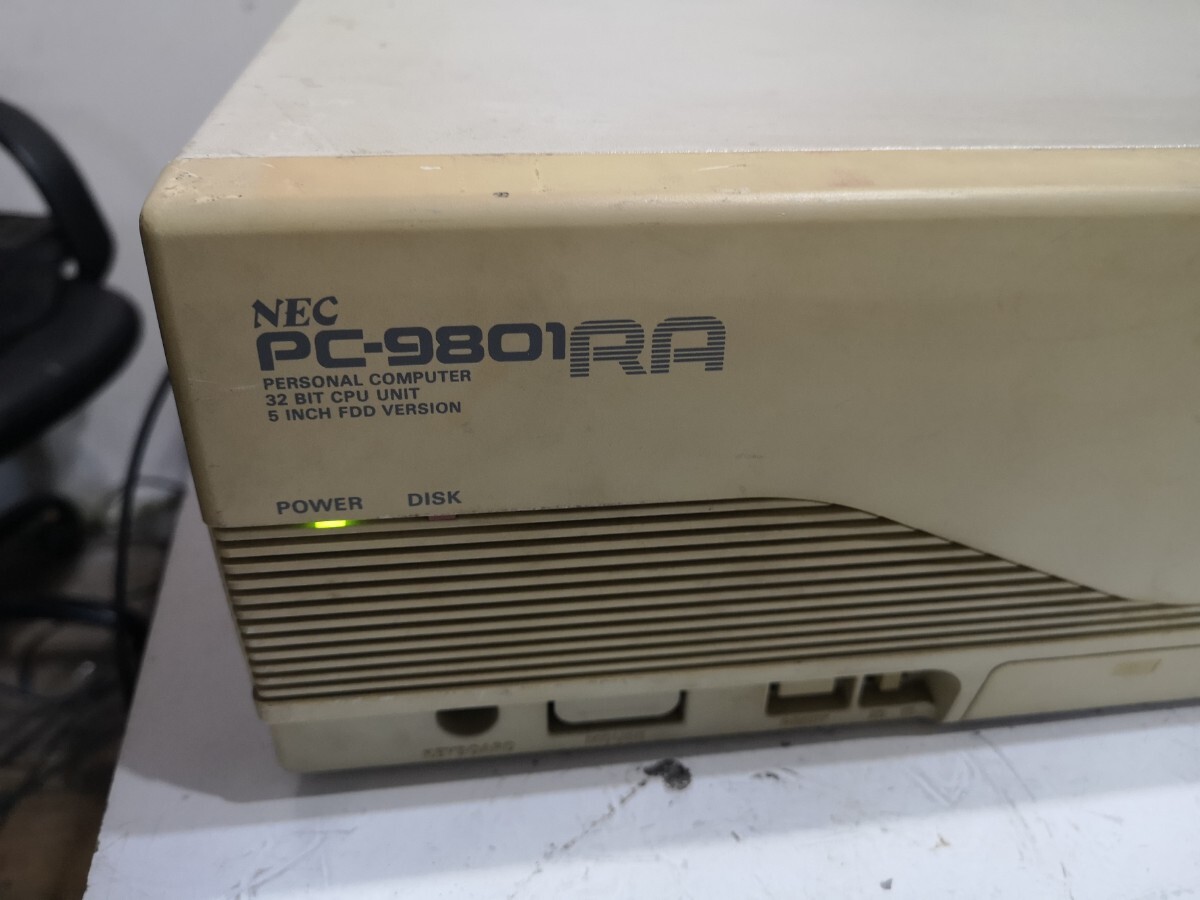 NEC
PC-9801RA
PERSONAL COMPUTER
32 BIT CPU UNIT
5 INCH FDD VERSION
POWER DISK